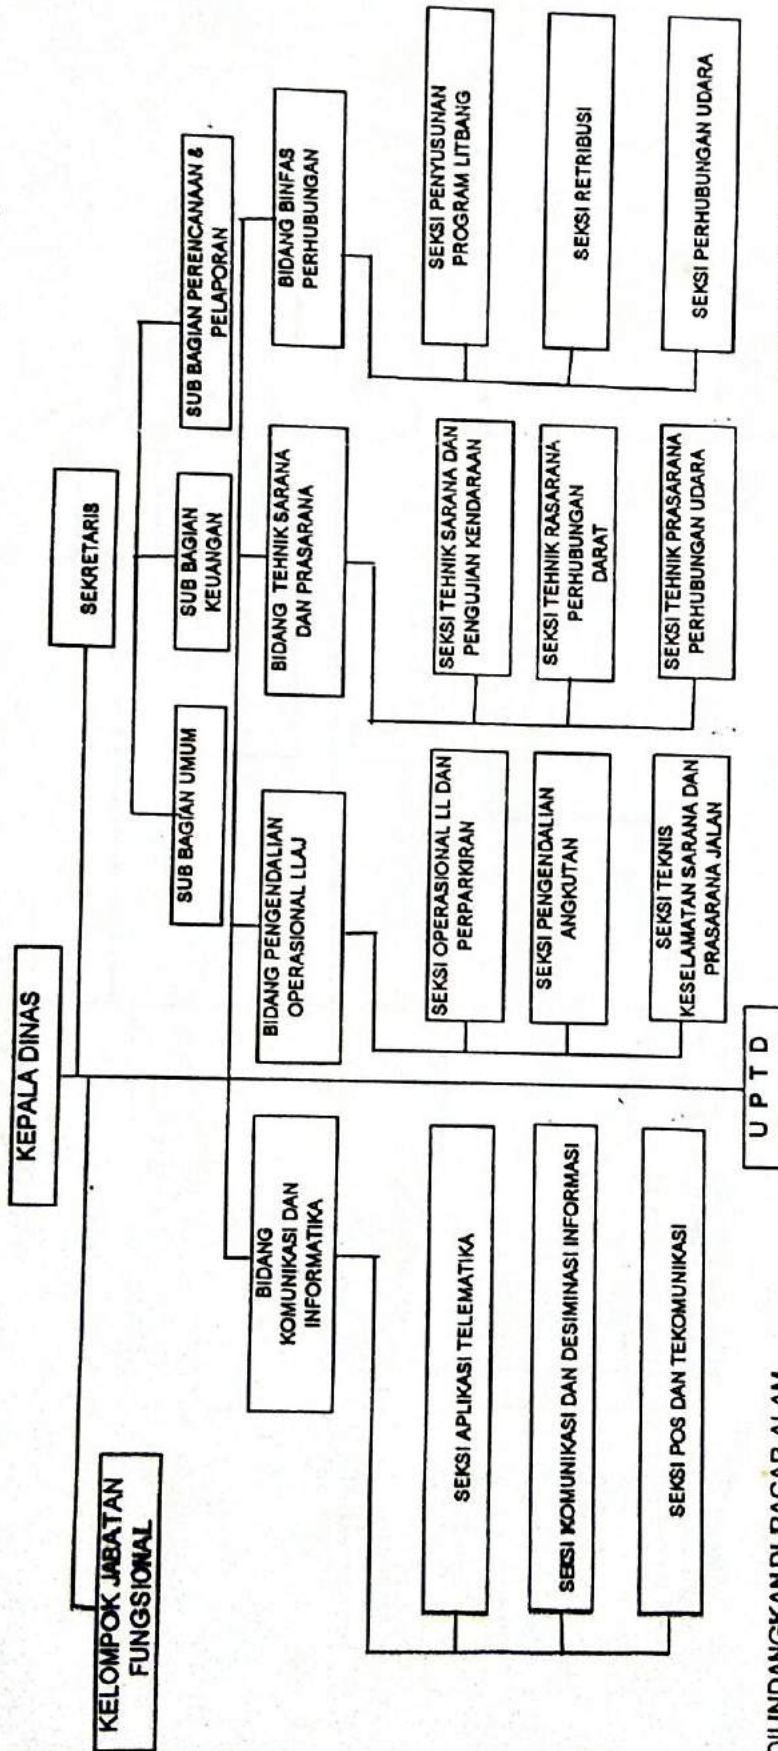 KEPALA DINAS
KELOMPOK JABATAN
FUNGSIONAL
SEKRETARIS
SUB BAGIAN UMUM
SUB BAGIAN
KEUANGAN
SUB BAGIAN PERENCANAAN &
PELAPORAN
BIDANG
KOMUNIKASI DAN
INFORMATIKA
BIDANG PENGENDALIAN
OPERASIONAL LLAJ
BIDANG TEHNIK SARANA
DAN PRASARANA
BIDANG BINFAS
PERHUBUNGAN
SEKSI APLIKASI TELEMATIKA
SEKSI KOMUNIKASI DAN DESIMINASI INFORMASI
SEKSI POS DAN TEKOMUNIKASI
SEKSI OPERASIONAL LL DAN
PERPARKIRAN
SEKSI PENGENDALIAN
ANGKUTAN
SEKSI TEKNIS
KESELAMATAN SARANA DAN
PRASARANA JALAN
SEKSI TEHNIK SARANA DAN
PENGUJIAN KENDARAAN
SEKSI TEHNIK RASARANA
PERHUBUNGAN
DARAT
SEKSI TEHNIK PRASARANA
PERHUBUNGAN UDARA
SEKSI PENYUSUNAN
PROGRAM LITBANG
SEKSI RETRIBUSI
SEKSI PERHUBUNGAN UDARA
U P T D
DIUNDANGKAN DI PAGAR ALAM